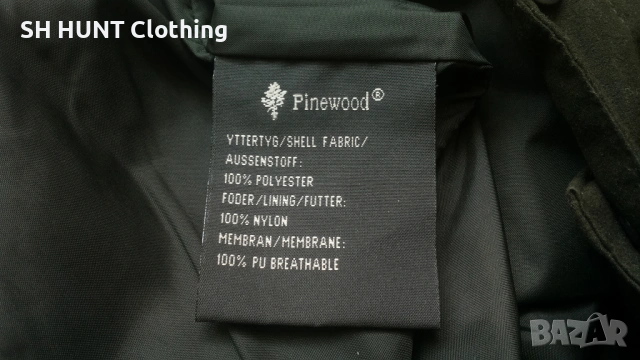 SH HUNT Clothing
Pinewood®
YTTERTYG/SHELL FABRIC/
AUSSENSTOFF:
100% POLYESTER
FODER/LINING/FUTTER:
100% NYLON
MEMBRAN/MEMBRANE:
100% PU BREATHABLE
BAZAR